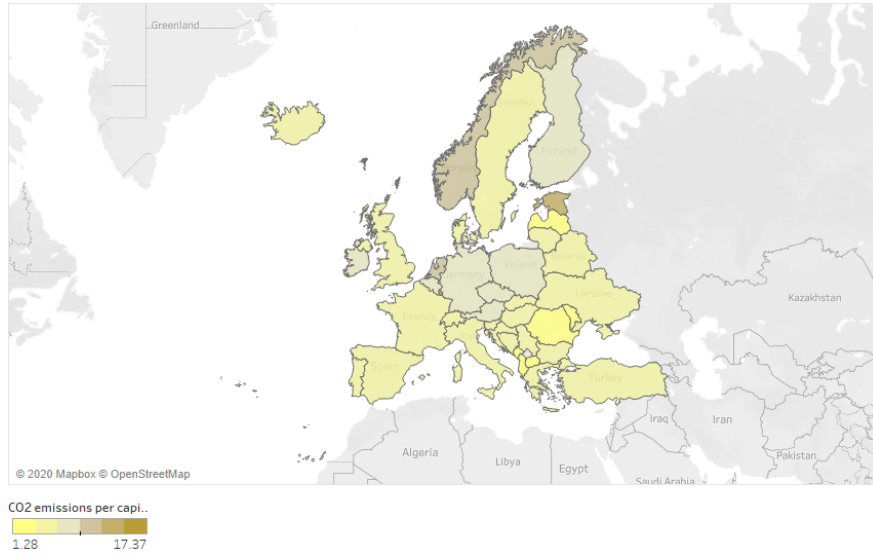 Greenland
Sweden
Finland
Norway
Belarus
Germany
Poland
Ukraine
Kazakhstan
France
Spain
Turkey
Iraq
Iran
Algeria
Libya
Egypt
Pakistan
Saudi Arabia
© 2020 Mapbox © OpenStreetMap
CO2 emissions per capi..
1.28 17.37